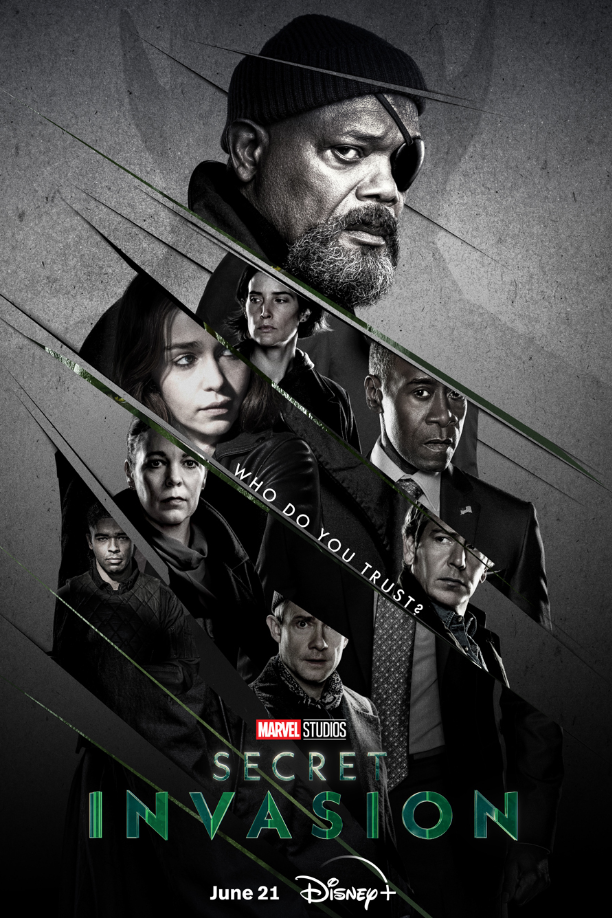 WHO DO YOU TRUST?
MARVEL STUDIOS
SECRET
INVASION
June 21 Disney+